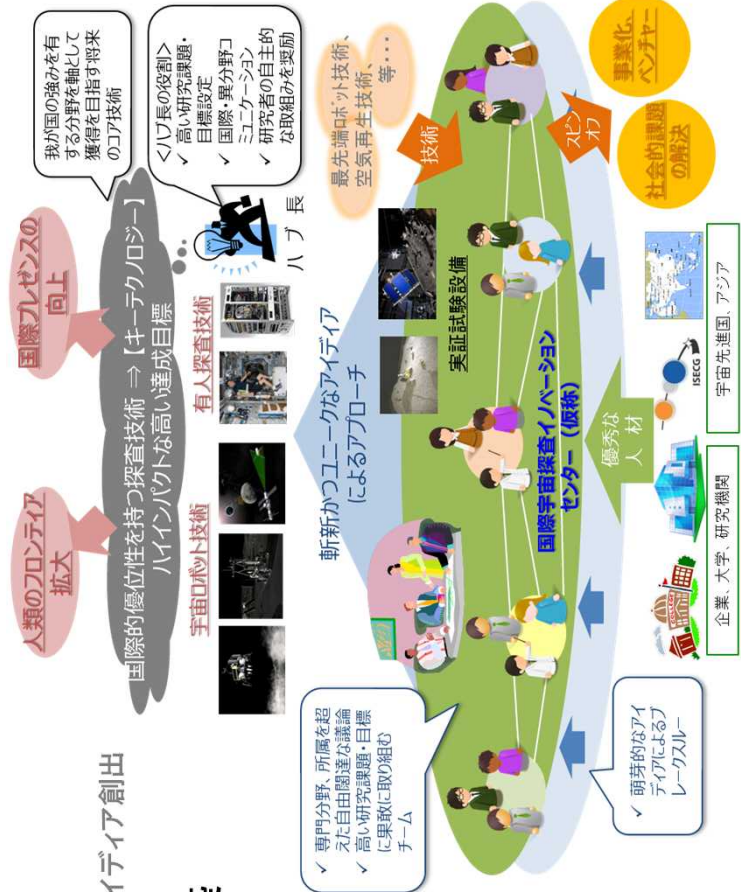 イディア創出
人類のフロンティア
拡大
国際プレゼンスの
向上
国際的優位性を持つ探査技術 ⇒【キーテクノロジー】
ハイインパクトな高い達成目標
我が国の強みを有
する分野を軸として
獲得を目指す将来
のコア技術
宇宙ロボット技術
有人探査技術
ハブ長
<ハブ長の役割>
✓ 高い研究課題・
目標設定
✓ 国際・異分野コ
ミュニケーション
✓ 研究者の自主的
な取組みを奨励
斬新かつユニークなアイディア
によるアプローチ
最先端ロボット技術、
空気再生技術、
等・・・
技術
✓ 専門分野、所属を超
えた自由闊達な議論
✓ 高い研究課題・目標
に果敢に取り組む
チーム
実証試験設備
国際宇宙探査イノベーション
センター（仮称）
スピン
オフ
事業化、
ベンチャー
社会的課題
の解決
優秀な
人 材
✓ 萌芽的なアイ
ディアによるブ
レークスルー
ISECG
企業、大学、研究機関
宇宙先進国、アジア